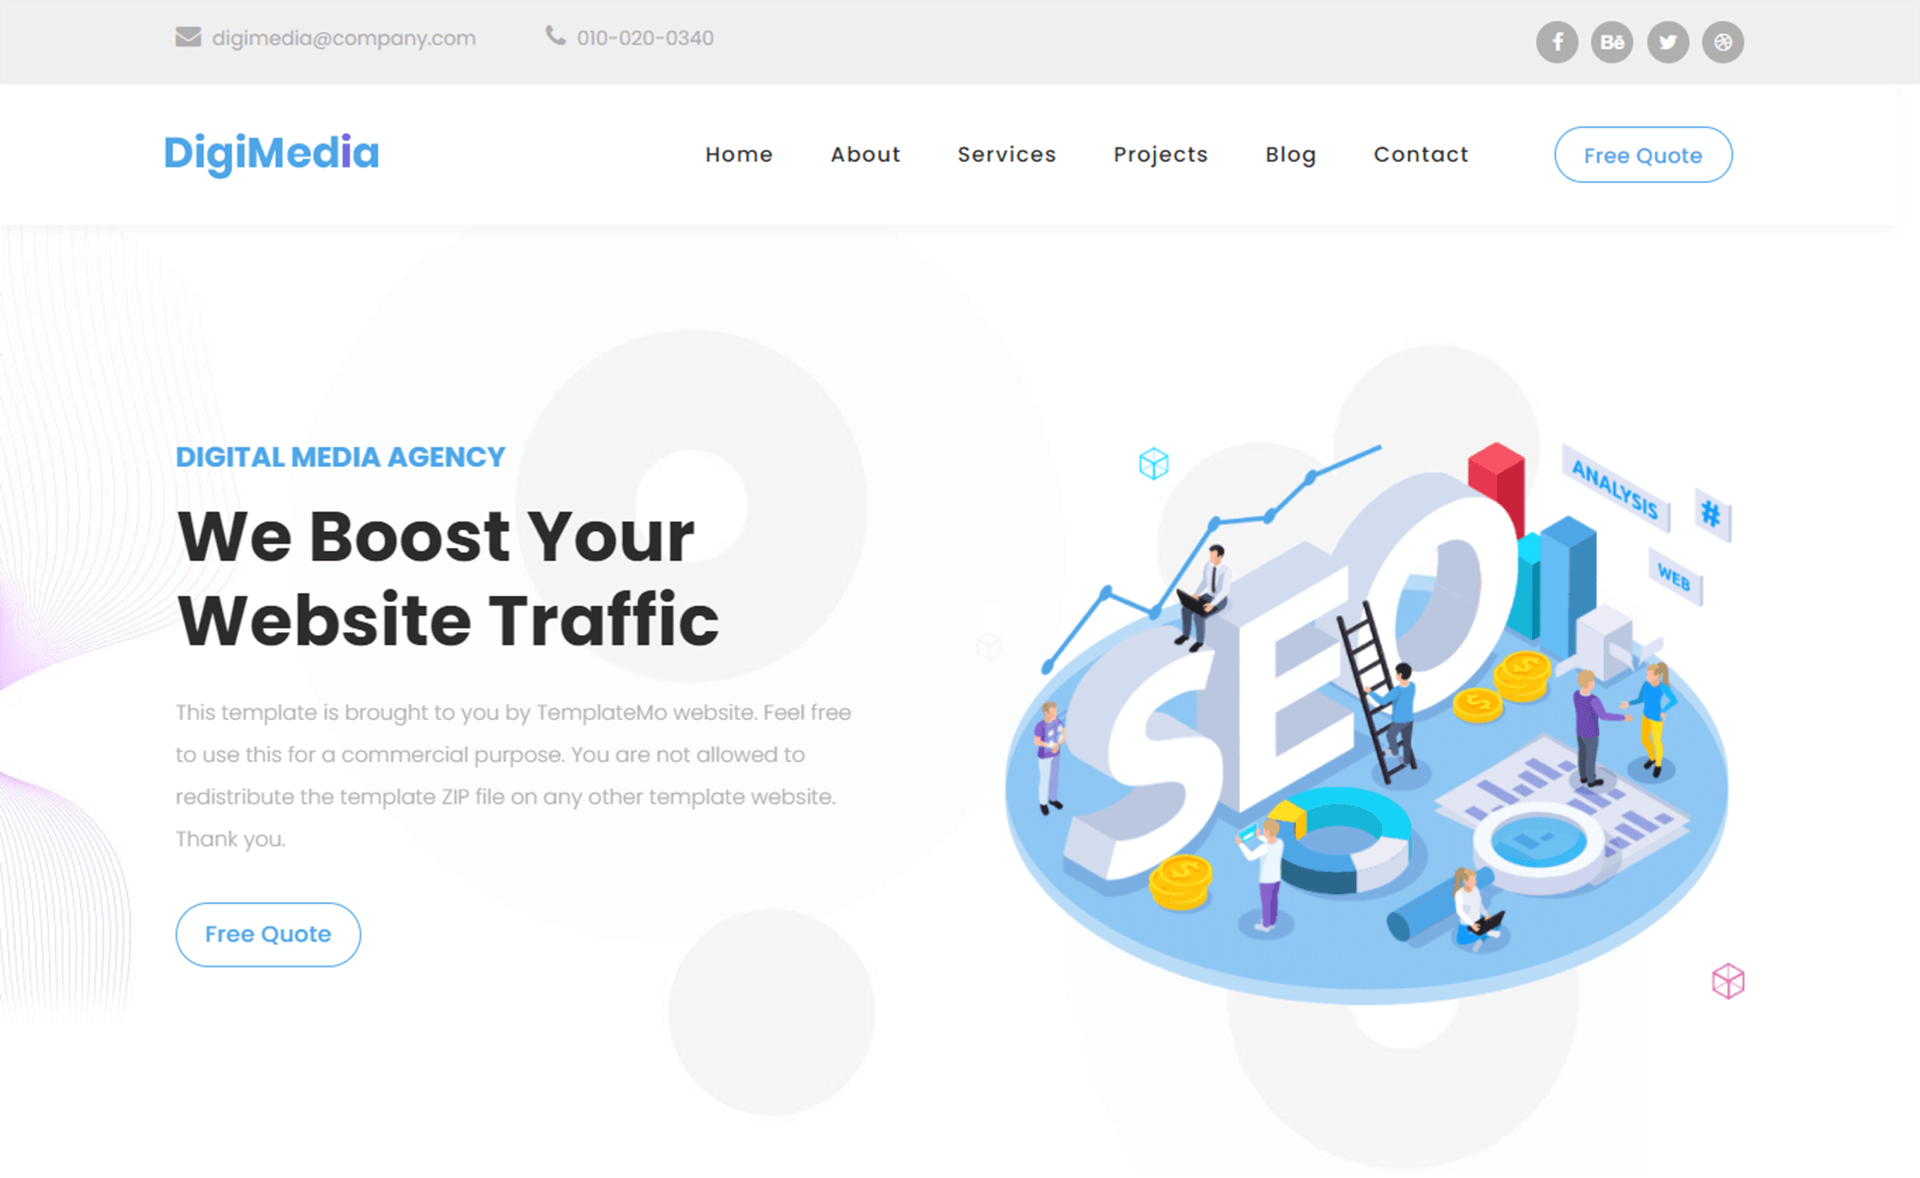 digimedia@company.com
010-020-0340
Bē
DigiMedia
Home
About
Services
Projects
Blog
Contact
Free Quote
DIGITAL MEDIA AGENCY
We Boost Your
Website Traffic
This template is brought to you by TemplateMo website. Feel free
to use this for a commercial purpose. You are not allowed to
redistribute the template ZIP file on any other template website.
Thank you.
Free Quote
ANALYSIS
#
WEB
SEO
$
$
$